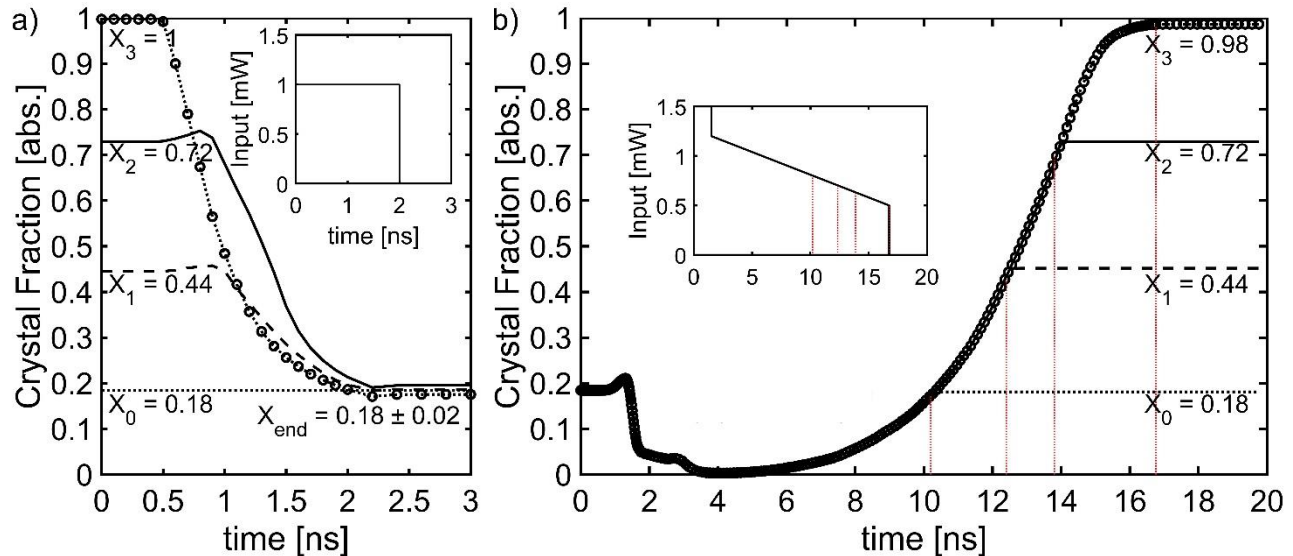 a)
Crystal Fraction [abs.]
1
0.9
0.8
0.7
0.6
0.5
0.4
0.3
0.2
0.1
0
X3 = 1
X2 = 0.72
X1 = 0.44
X0 = 0.18
Xend = 0.18 ± 0.02
0 0.5 1 1.5 2 2.5 3
time [ns]
Input [mW]
1.5
1
0.5
0
0 1 2 3
time [ns]
b)
Crystal Fraction [abs.]
1
0.9
0.8
0.7
0.6
0.5
0.4
0.3
0.2
0.1
0
X3 = 0.98
X2 = 0.72
X1 = 0.44
X0 = 0.18
0 2 4 6 8 10 12 14 16 18 20
time [ns]
Input [mW]
1.5
1
0.5
0
5 10 15 20
time [ns]